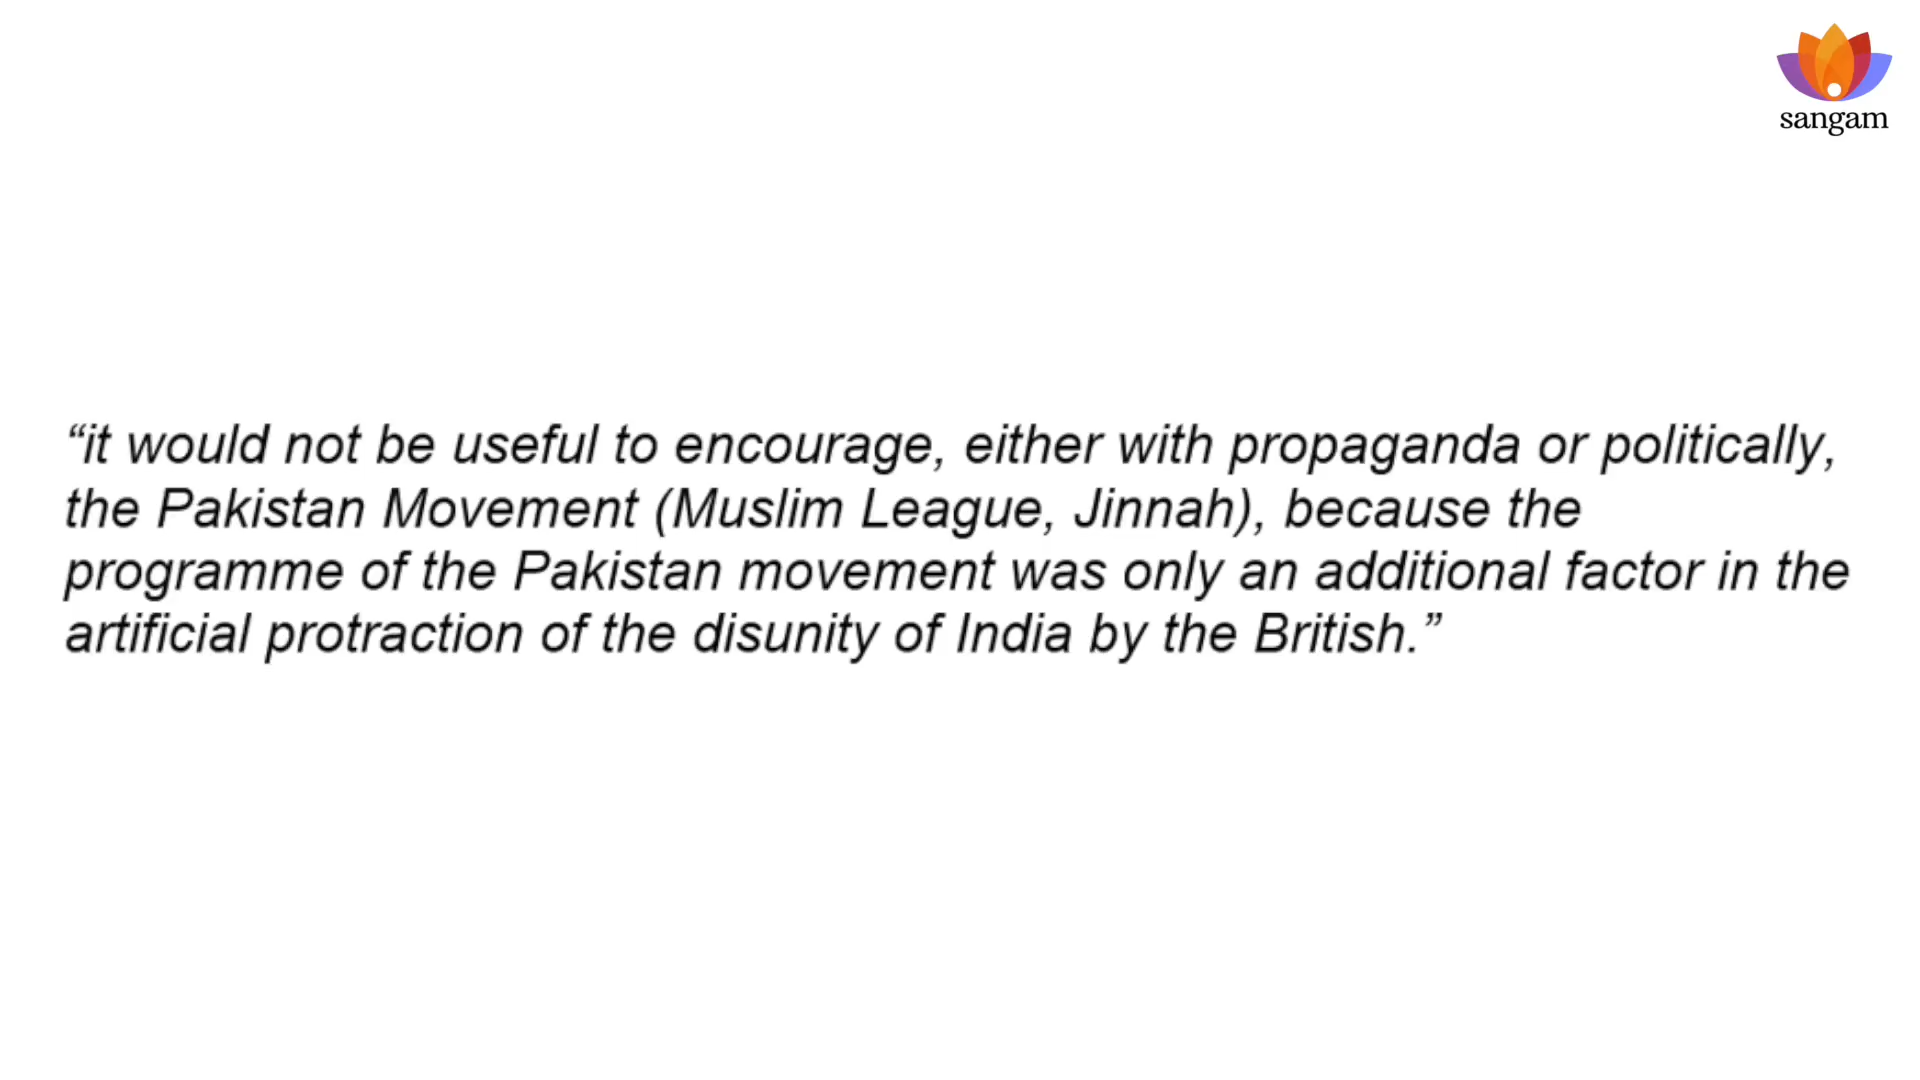 sangam
“it would not be useful to encourage, either with propaganda or politically,
the Pakistan Movement (Muslim League, Jinnah), because the
programme of the Pakistan movement was only an additional factor in the
artificial protraction of the disunity of India by the British.”